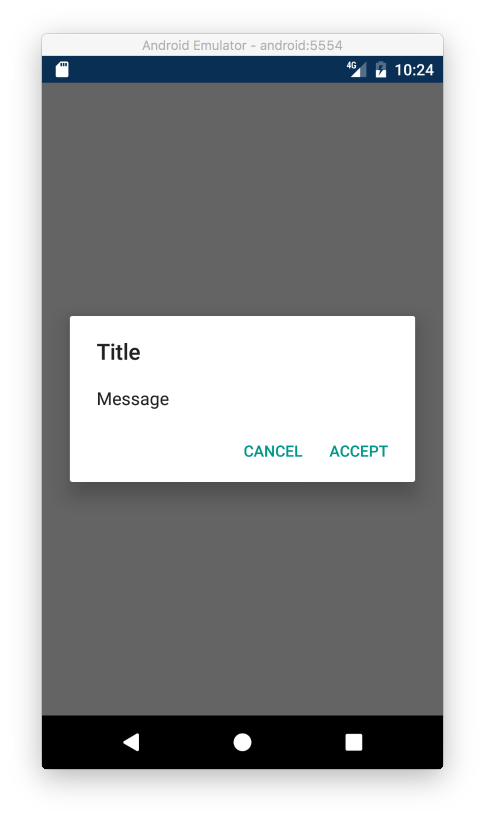 Android Emulator - android:5554
4G 10:24
Title
Message
CANCEL ACCEPT